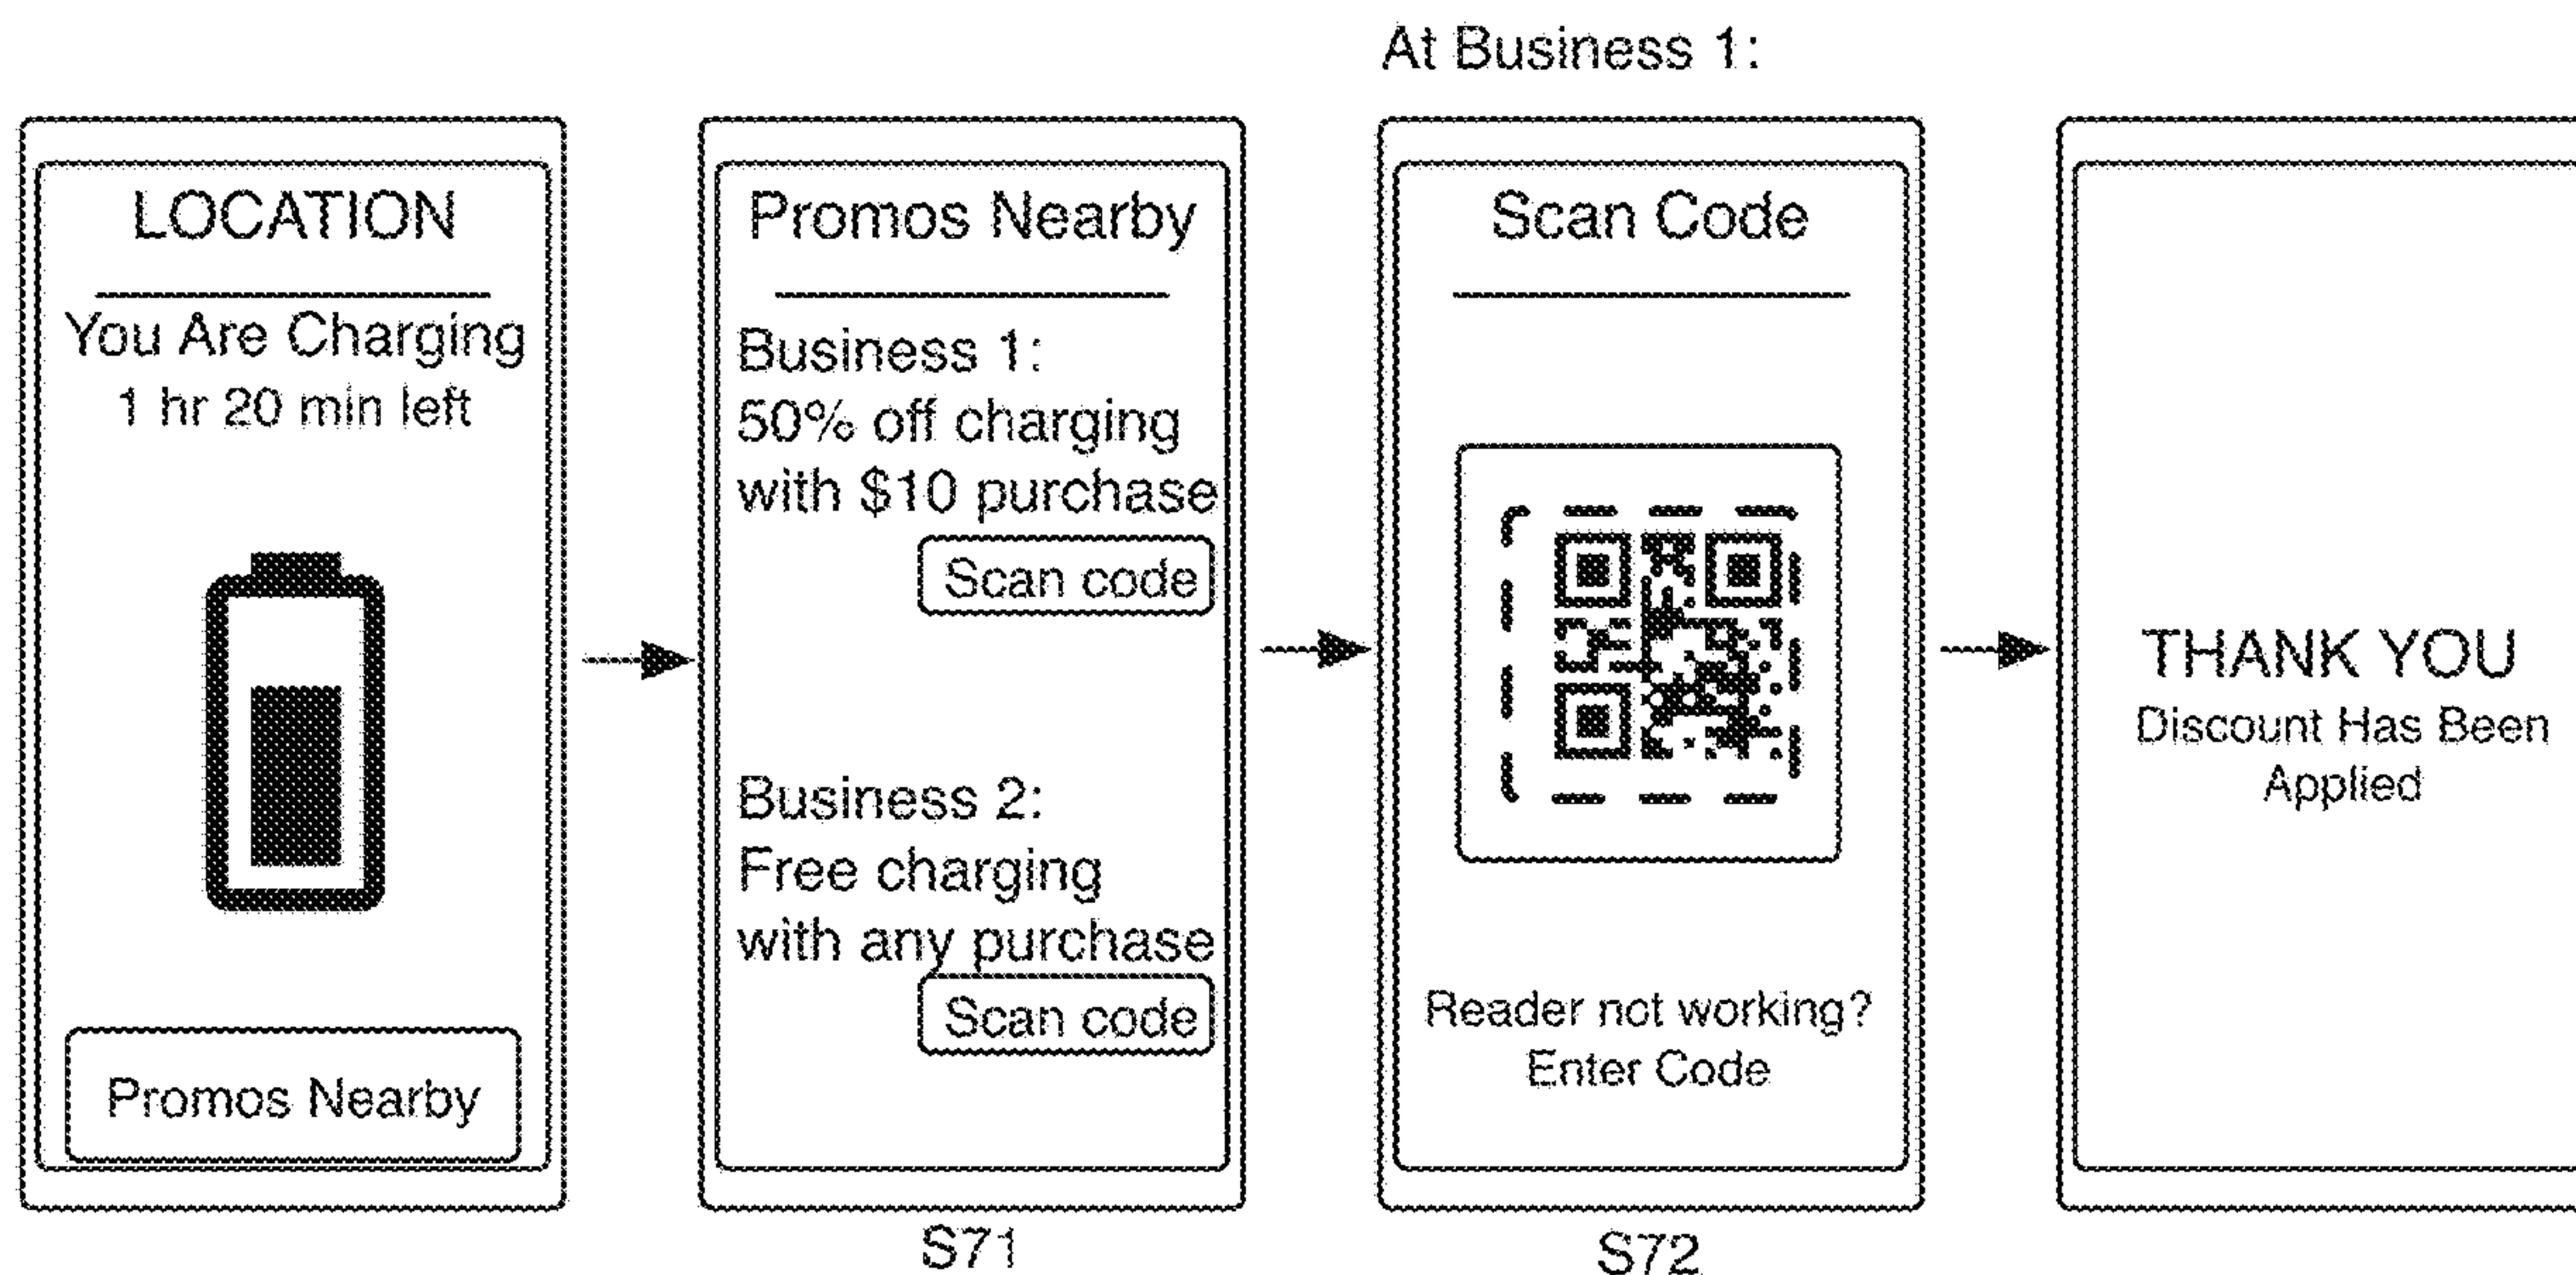 At Business 1:
LOCATION
You Are Charging
1 hr 20 min left
Promos Nearby
Promos Nearby
Business 1:
50% off charging
with $10 purchase
Scan code
Business 2:
Free charging
with any purchase
Scan code
S71
Scan Code
Reader not working?
Enter Code
S72
THANK YOU
Discount Has Been
Applied